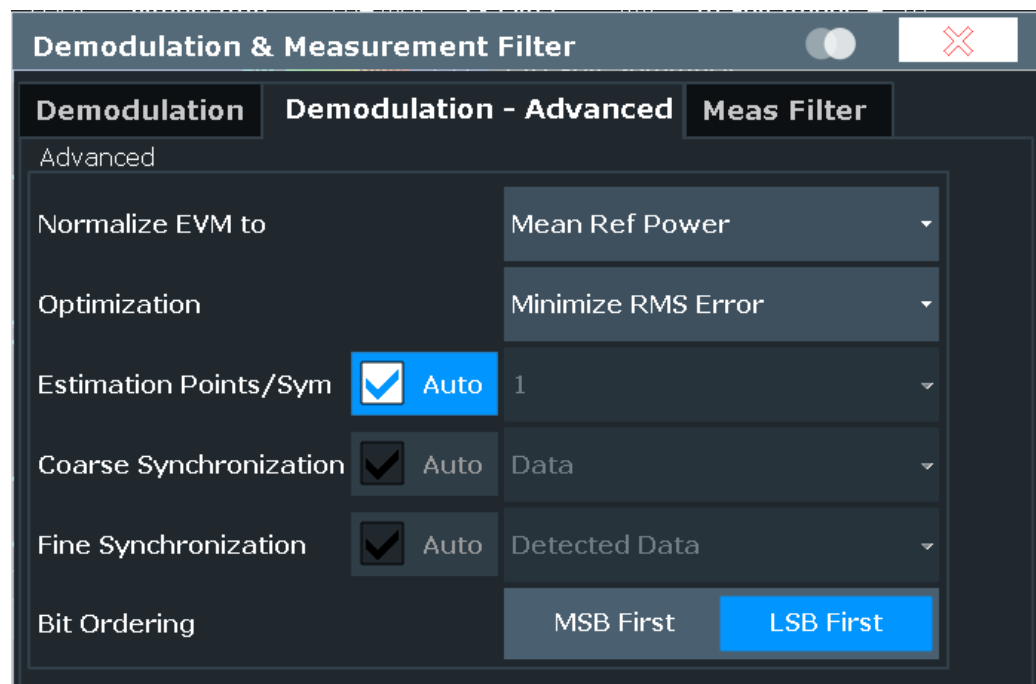 Demodulation & Measurement Filter
Demodulation Demodulation - Advanced Meas Filter
Advanced
Normalize EVM to Mean Ref Power
Optimization Minimize RMS Error
Estimation Points/Sym Auto 1
Coarse Synchronization Auto Data
Fine Synchronization Auto Detected Data
Bit Ordering MSB First LSB First